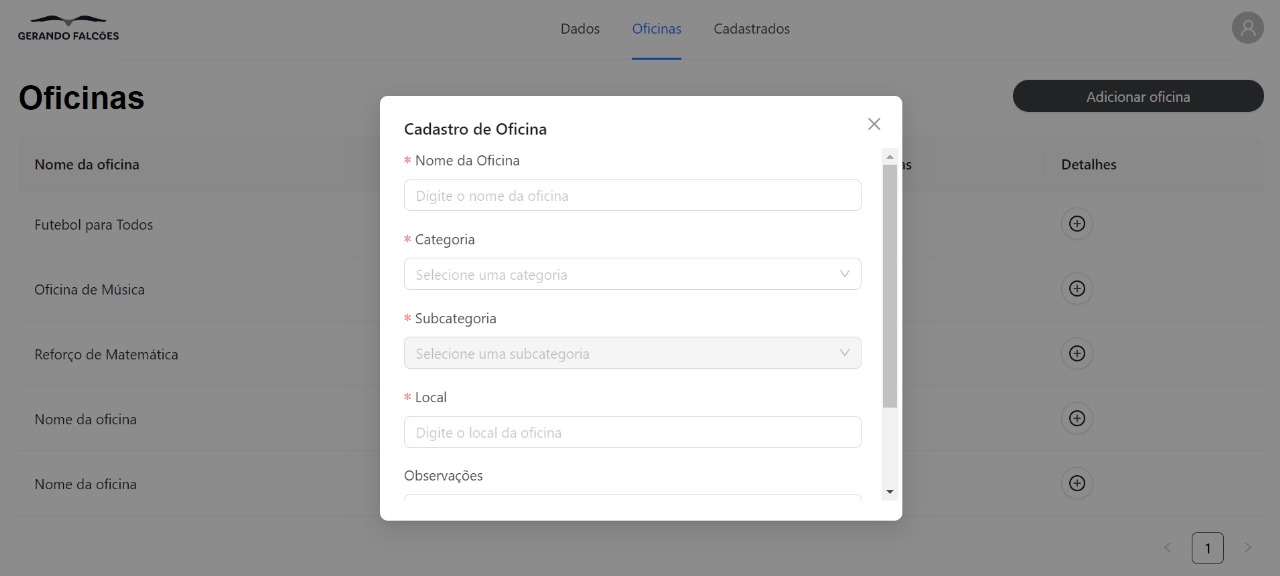 GERANDO FALCÕES
Dados
Oficinas
Cadastrados
Oficinas
Adicionar oficina
Nome da oficina
Detalhes
Futebol para Todos
Oficina de Música
Reforço de Matemática
Nome da oficina
Nome da oficina
Cadastro de Oficina
* Nome da Oficina
Digite o nome da oficina
* Categoria
Selecione uma categoria
* Subcategoria
Selecione uma subcategoria
* Local
Digite o local da oficina
Observações
1